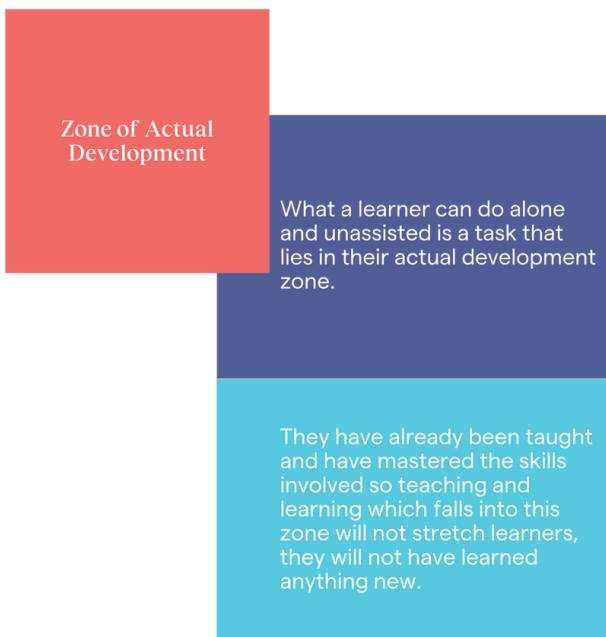 Zone of Actual
Development
What a learner can do alone
and unassisted is a task that
lies in their actual development
zone.
They have already been taught
and have mastered the skills
involved so teaching and
learning which falls into this
zone will not stretch learners,
they will not have learned
anything new.